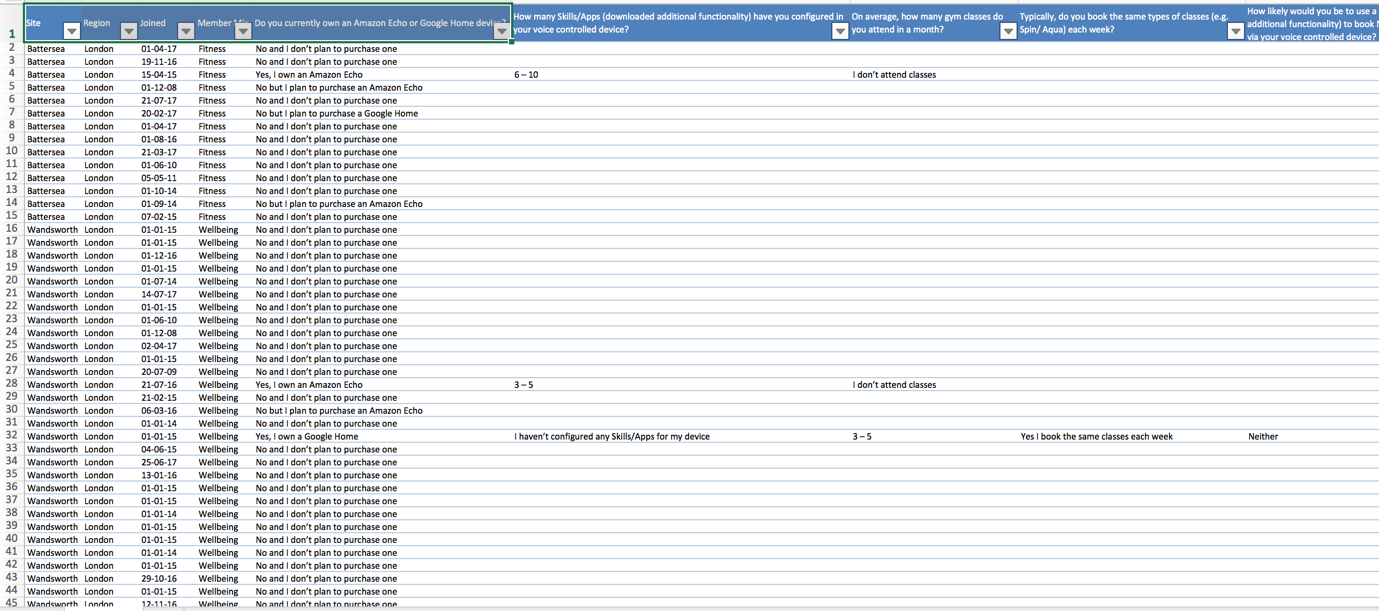 Site Region Joined Member Mix Do you currently own an Amazon Echo or Google Home device? How many Skills/Apps (downloaded additional functionality) have you configured in your voice controlled device? On average, how many gym classes do you attend in a month? Typically, do you book the same types of classes (e.g. Spin/ Aqua) each week? How likely would you be to use a additional functionality) to book via your voice controlled device?
1
2 Battersea London 01-04-17 Fitness No and I don't plan to purchase one
3 Battersea London 19-11-16 Fitness No and I don't plan to purchase one
4 Battersea London 15-04-15 Fitness Yes, I own an Amazon Echo 6 – 10 I don't attend classes
5 Battersea London 01-12-08 Fitness No but I plan to purchase an Amazon Echo
6 Battersea London 21-07-17 Fitness No and I don't plan to purchase one
7 Battersea London 20-02-17 Fitness No but I plan to purchase a Google Home
8 Battersea London 01-04-17 Fitness No and I don't plan to purchase one
9 Battersea London 01-08-16 Fitness No and I don't plan to purchase one
10 Battersea London 21-03-17 Fitness No and I don't plan to purchase one
11 Battersea London 01-06-10 Fitness No and I don't plan to purchase one
12 Battersea London 05-05-11 Fitness No and I don't plan to purchase one
13 Battersea London 01-10-14 Fitness No and I don't plan to purchase one
14 Battersea London 01-09-14 Fitness No but I plan to purchase an Amazon Echo
15 Battersea London 07-02-15 Fitness No and I don't plan to purchase one
16 Wandsworth London 01-01-15 Wellbeing No and I don't plan to purchase one
17 Wandsworth London 01-01-15 Wellbeing No and I don't plan to purchase one
18 Wandsworth London 01-12-16 Wellbeing No and I don't plan to purchase one
19 Wandsworth London 01-01-15 Wellbeing No and I don't plan to purchase one
20 Wandsworth London 01-07-14 Wellbeing No and I don't plan to purchase one
21 Wandsworth London 14-07-17 Wellbeing No and I don't plan to purchase one
22 Wandsworth London 01-01-15 Wellbeing No and I don't plan to purchase one
23 Wandsworth London 01-06-10 Wellbeing No and I don't plan to purchase one
24 Wandsworth London 01-12-08 Wellbeing No and I don't plan to purchase one
25 Wandsworth London 02-04-17 Wellbeing No and I don't plan to purchase one
26 Wandsworth London 01-01-15 Wellbeing No and I don't plan to purchase one
27 Wandsworth London 20-07-09 Wellbeing No and I don't plan to purchase one
28 Wandsworth London 21-07-16 Wellbeing Yes, I own an Amazon Echo 3 – 5 I don't attend classes
29 Wandsworth London 21-02-15 Wellbeing No and I don't plan to purchase one
30 Wandsworth London 06-03-16 Wellbeing No but I plan to purchase an Amazon Echo
31 Wandsworth London 01-01-14 Wellbeing No and I don't plan to purchase one
32 Wandsworth London 01-01-15 Wellbeing Yes, I own a Google Home I haven't configured any Skills/Apps for my device 3 – 5 Yes I book the same classes each week Neither
33 Wandsworth London 04-06-15 Wellbeing No and I don't plan to purchase one
34 Wandsworth London 25-06-17 Wellbeing No and I don't plan to purchase one
35 Wandsworth London 13-01-16 Wellbeing No and I don't plan to purchase one
36 Wandsworth London 01-01-15 Wellbeing No and I don't plan to purchase one
37 Wandsworth London 01-01-15 Wellbeing No and I don't plan to purchase one
38 Wandsworth London 01-01-14 Wellbeing No and I don't plan to purchase one
39 Wandsworth London 01-01-15 Wellbeing No and I don't plan to purchase one
40 Wandsworth London 01-01-15 Wellbeing No and I don't plan to purchase one
41 Wandsworth London 01-01-14 Wellbeing No and I don't plan to purchase one
42 Wandsworth London 01-01-15 Wellbeing No and I don't plan to purchase one
43 Wandsworth London 29-10-16 Wellbeing No and I don't plan to purchase one
44 Wandsworth London 01-01-15 Wellbeing No and I don't plan to purchase one
45 Wandsworth London 12-11-16 Wellbeing No and I don't plan to purchase one